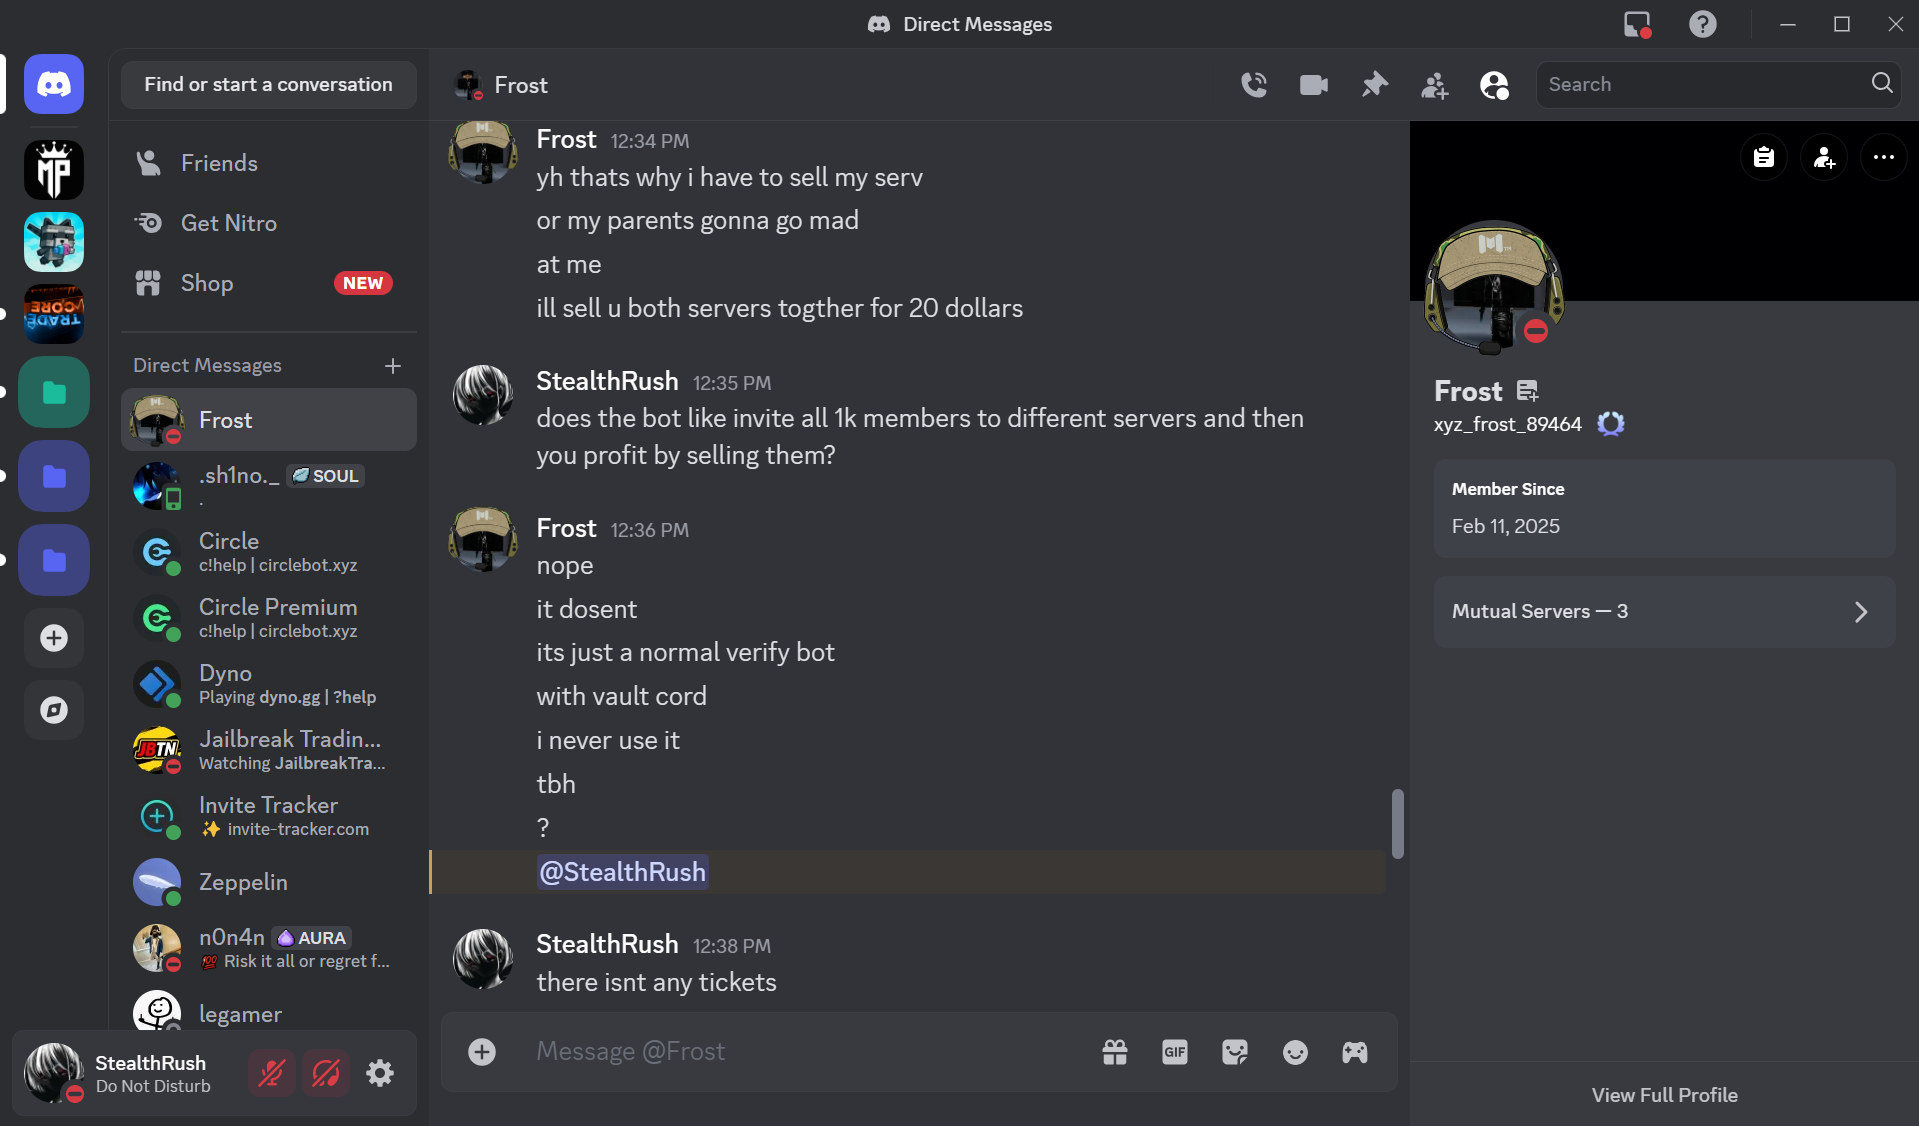 Direct Messages
Find or start a conversation
Frost
Search
MP
Friends
Get Nitro
Shop
NEW
TRADE
CORE
Direct Messages
Frost
.sh1no._ SOUL
.
Circle
c!help | circlebot.xyz
Circle Premium
c!help | circlebot.xyz
Dyno
Playing dyno.gg | ?help
JBTN
Jailbreak Tradin...
Watching JailbreakTra...
Invite Tracker
✨ invite-tracker.com
Zeppelin
n0n4n AURA
💯 Risk it all or regret f...
legamer
StealthRush
Do Not Disturb
Frost 12:34 PM
yh thats why i have to sell my serv
or my parents gonna go mad
at me
ill sell u both servers togther for 20 dollars
StealthRush 12:35 PM
does the bot like invite all 1k members to different servers and then
you profit by selling them?
Frost 12:36 PM
nope
it dosent
its just a normal verify bot
with vault cord
i never use it
tbh
?
@StealthRush
StealthRush 12:38 PM
there isnt any tickets
Message @Frost
GIF
Frost
xyz_frost_89464
Member Since
Feb 11, 2025
Mutual Servers — 3
View Full Profile